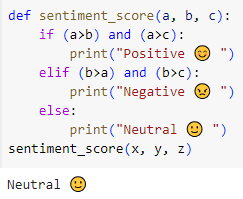 def sentiment_score(a, b, c):
    if (a>b) and (a>c):
        print("Positive 😊 ")
    elif (b>a) and (b>c):
        print("Negative 😠 ")
    else:
        print("Neutral 🙂 ")
sentiment_score(x, y, z)
Neutral 🙂